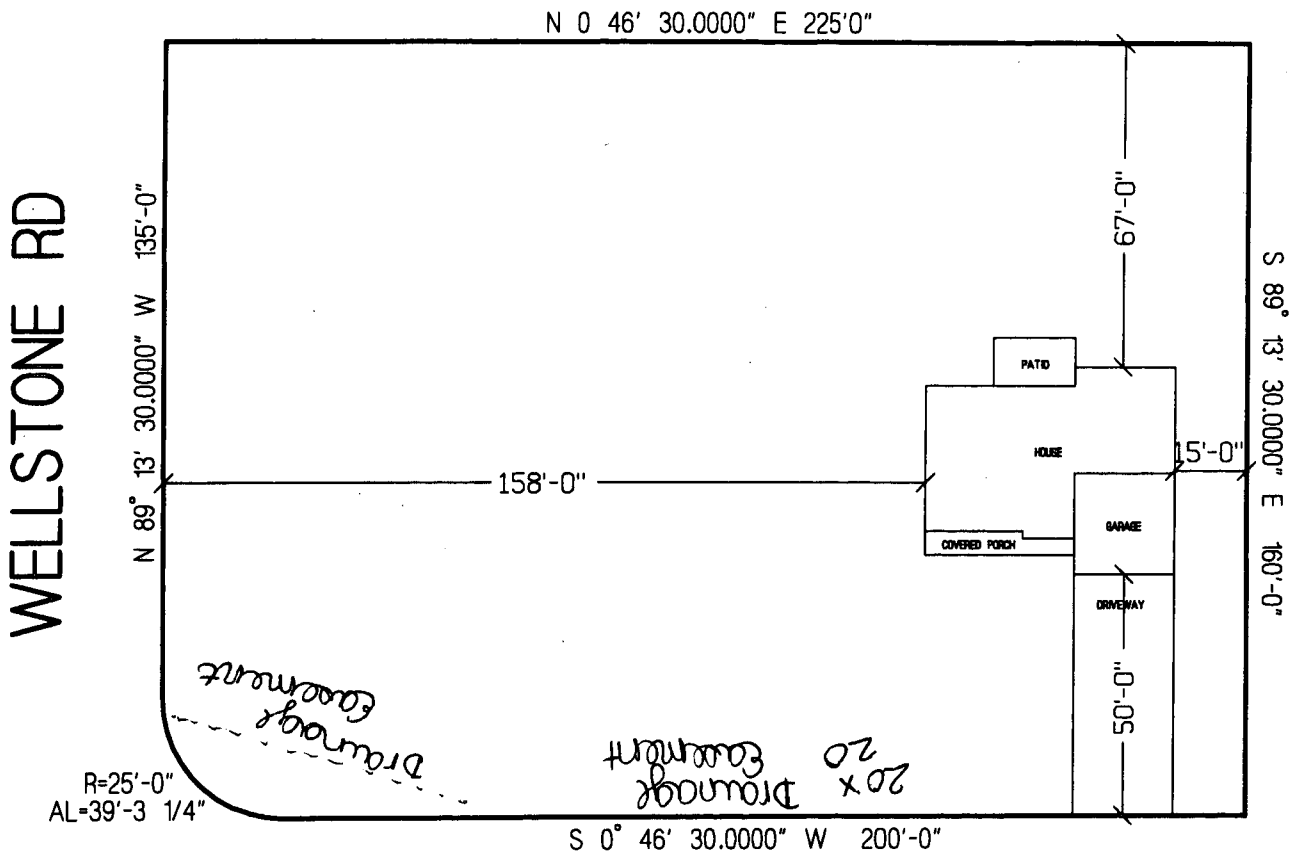 N 0 46' 30.0000" E 225'0"
WELLSTONE RD
N 89° 13' 30.0000" W 135'-0"
67'-0"
S 89° 13' 30.0000" E 160'-0"
PATIO
HOUSE
15'-0"
158'-0"
GARAGE
COVERED PORCH
DRIVEWAY
50'-0"
Drainage
Easement
20 x
20
Drainage
Easement
R=25'-0"
AL=39'-3 1/4"
S 0° 46' 30.0000" W 200'-0"